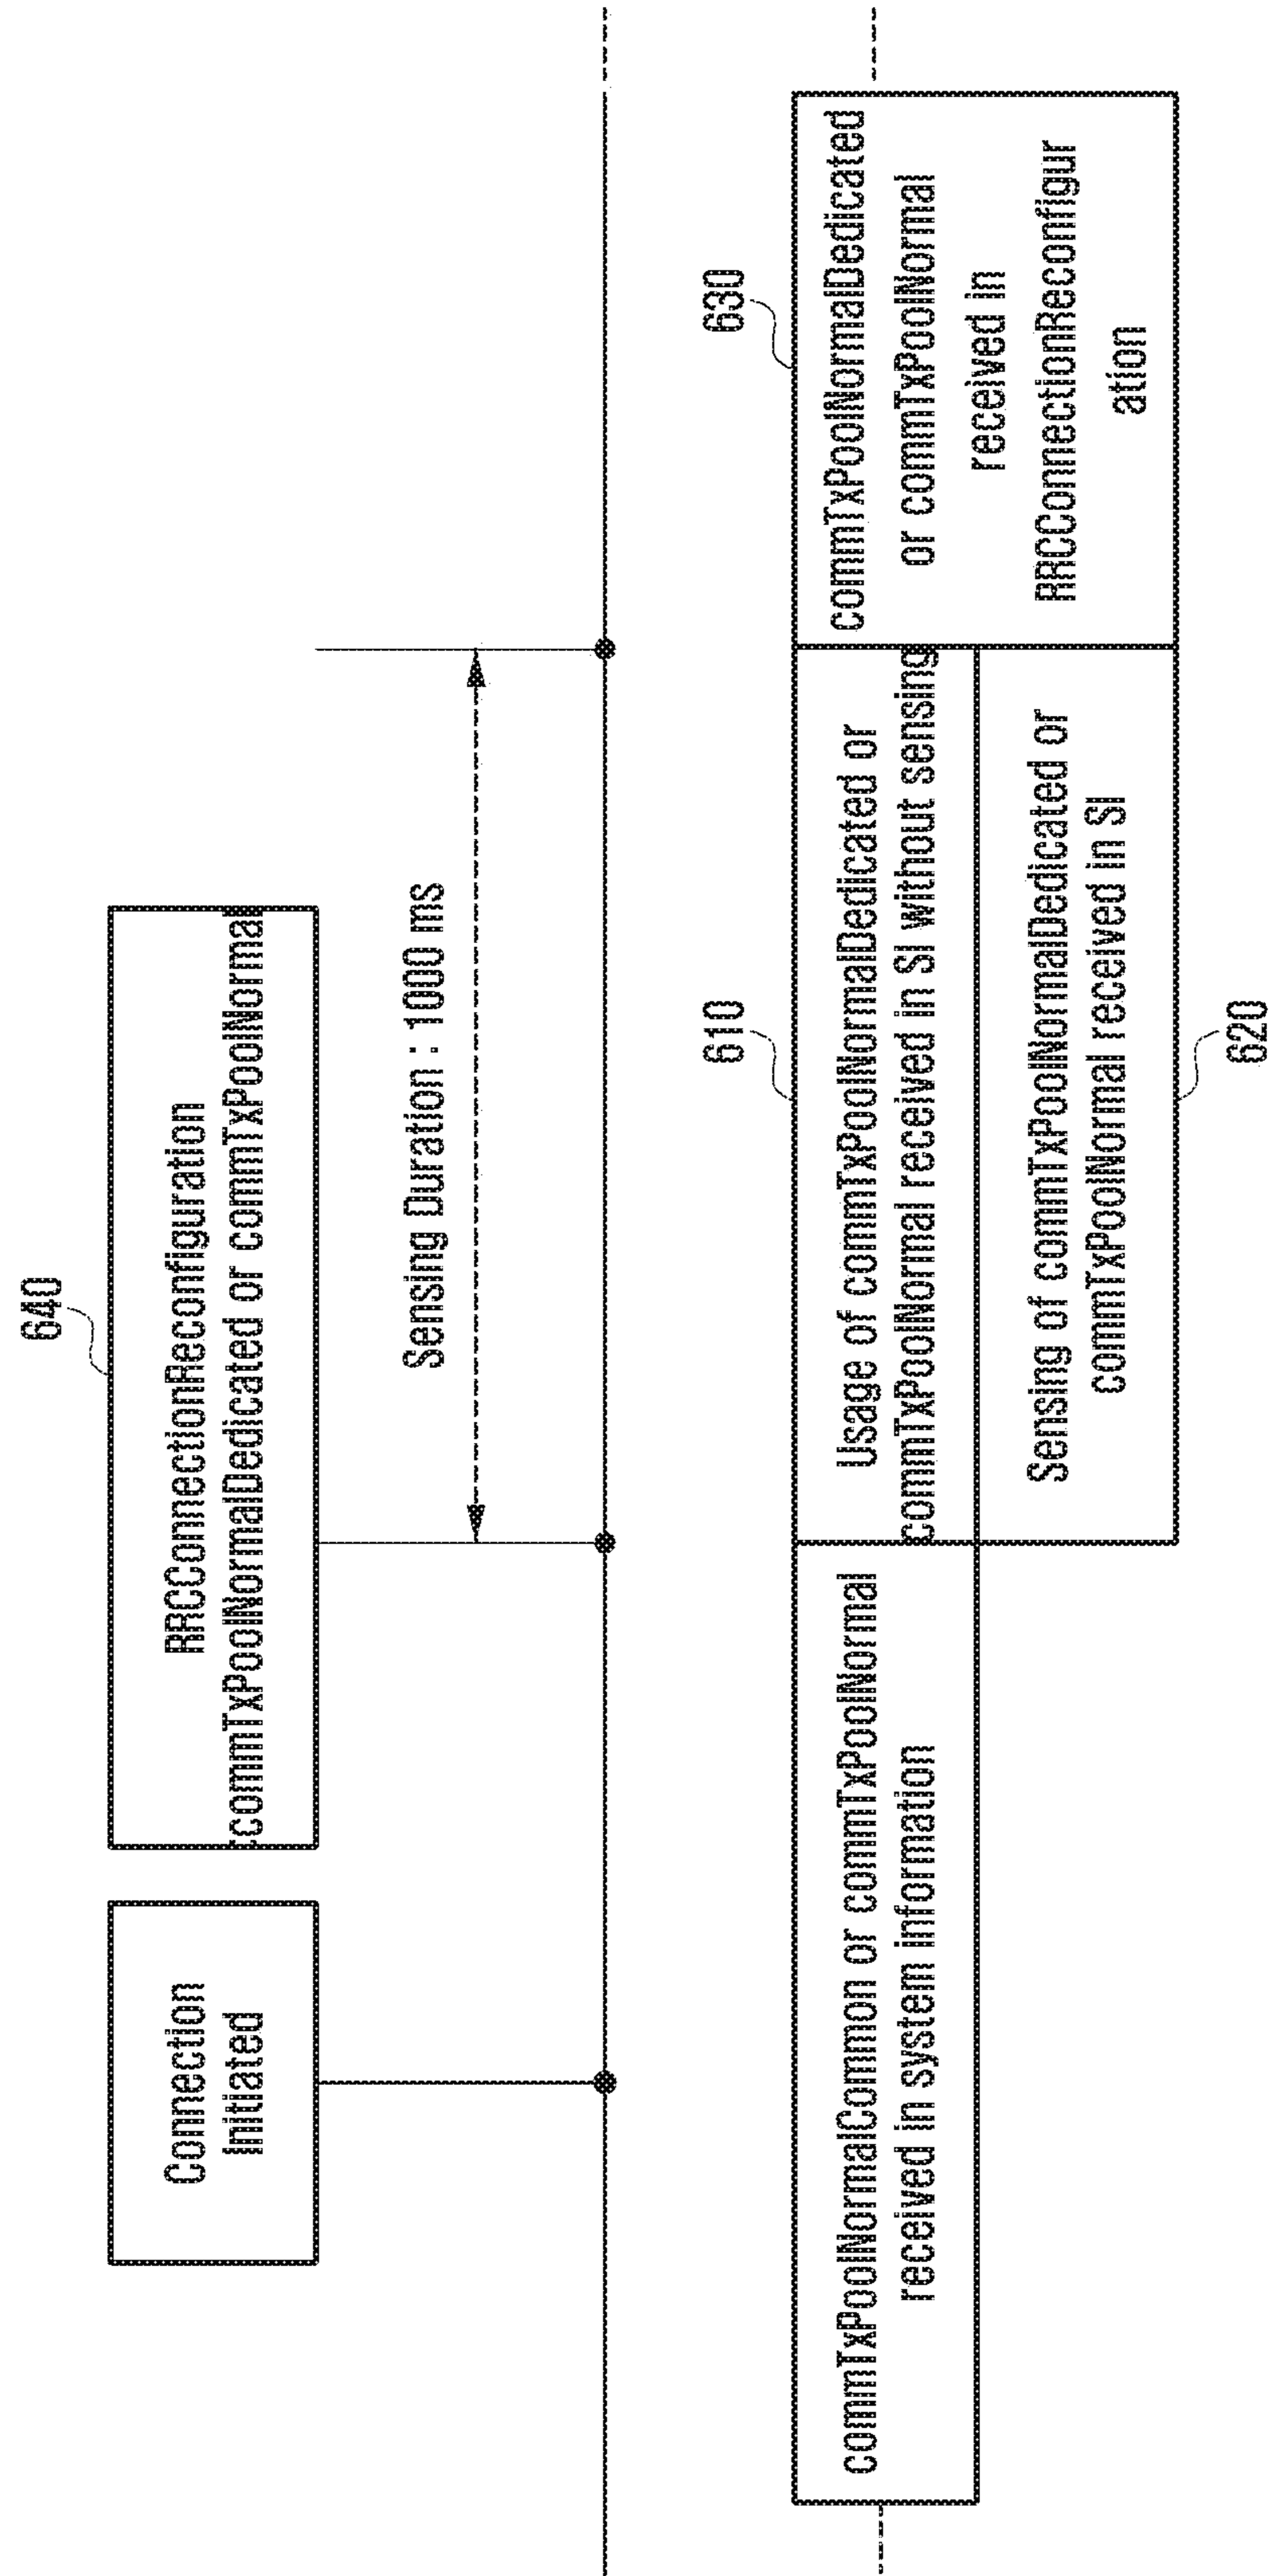 640
Connection
Initiated
RRCConnectionReconfiguration
(commTxPoolNormalDedicated or commTxPoolNormal
Sensing Duration : 1000 ms
610
630
commTxPoolNormalCommon or commTxPoolNormal
received in system information
Usage of commTxPoolNormalDedicated or
commTxPoolNormal received in SI without sensing
Sensing of commTxPoolNormalDedicated or
commTxPoolNormal received in SI
commTxPoolNormalDedicated
or commTxPoolNormal
received in
RRCConnectionReconfigur
ation
620